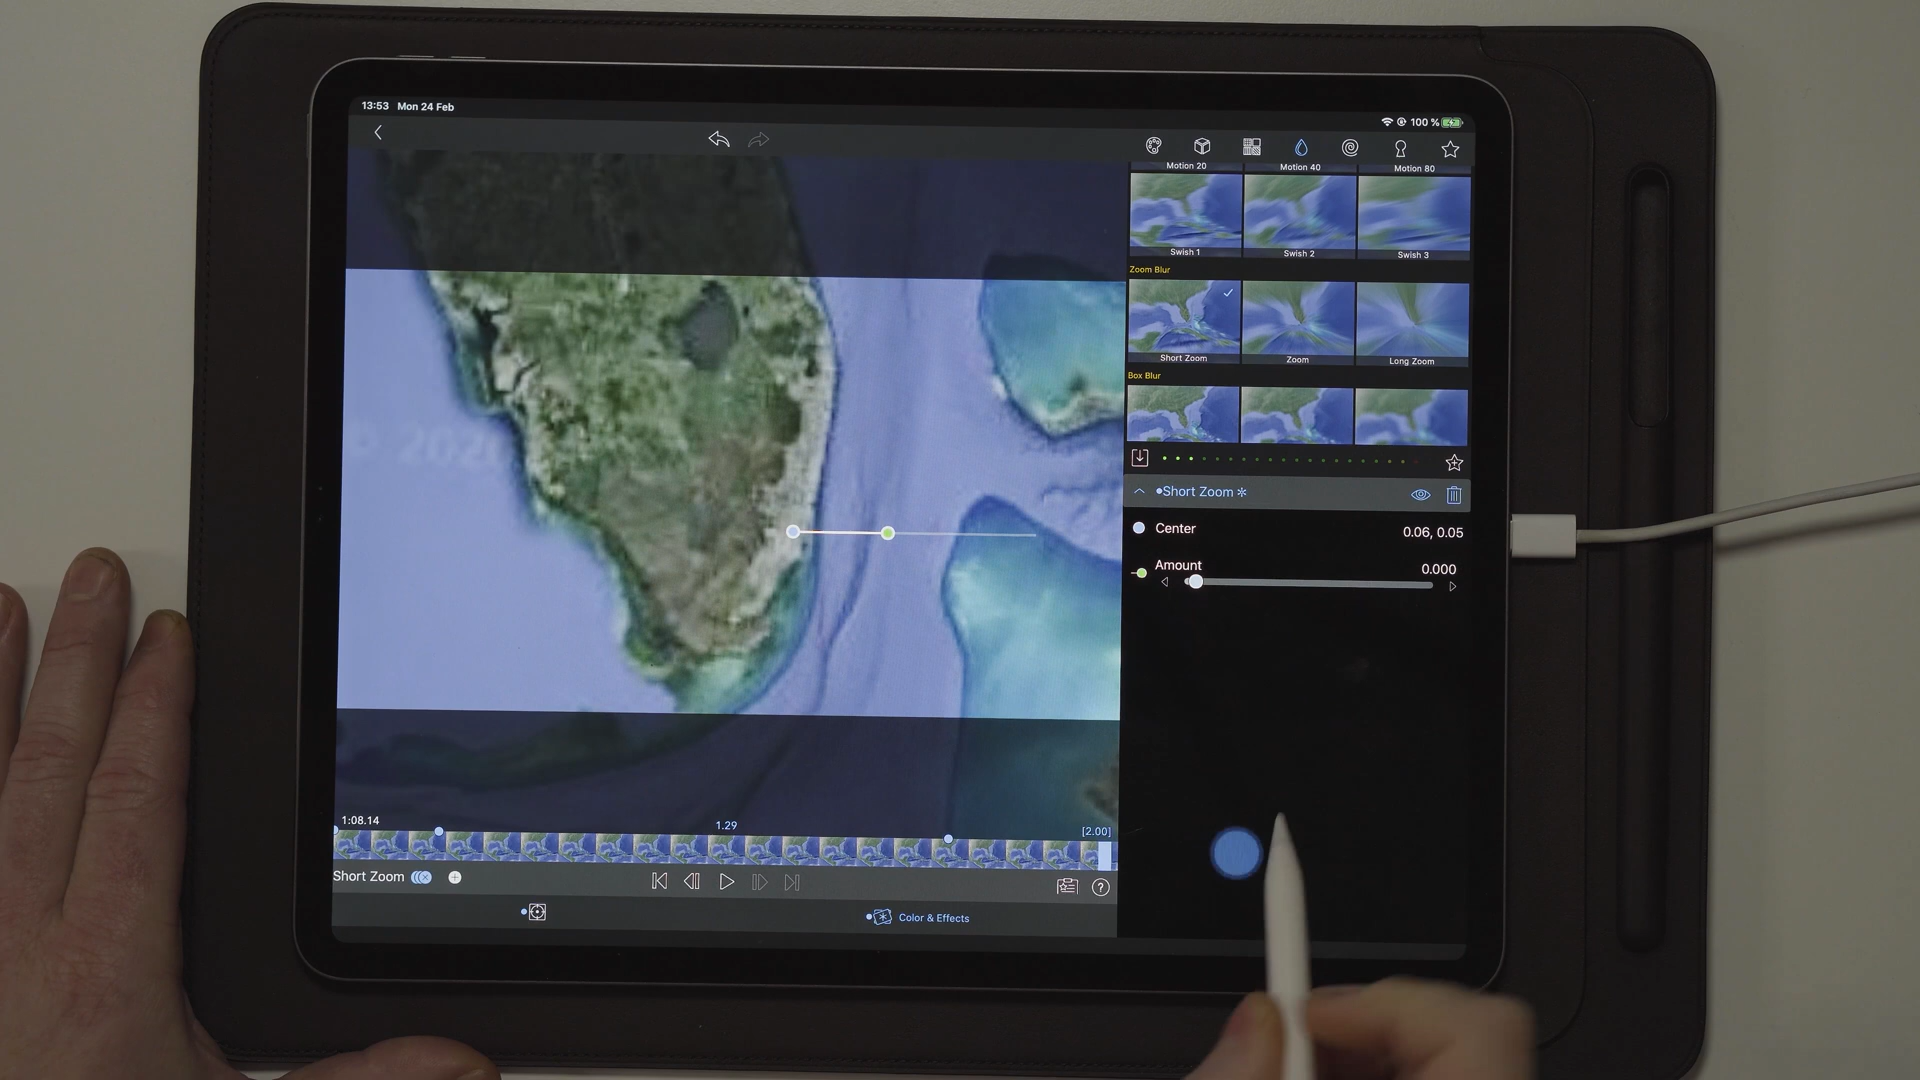 13:53 Mon 24 Feb
100 %
Motion 20 Motion 40 Motion 80
Swish 1 Swish 2 Swish 3
Zoom Blur
Short Zoom Zoom Long Zoom
Box Blur
© 2020
Short Zoom
Center 0.06, 0.05
Amount 0.000
1:08.14 1.29 [2.00]
Short Zoom
?
Color & Effects